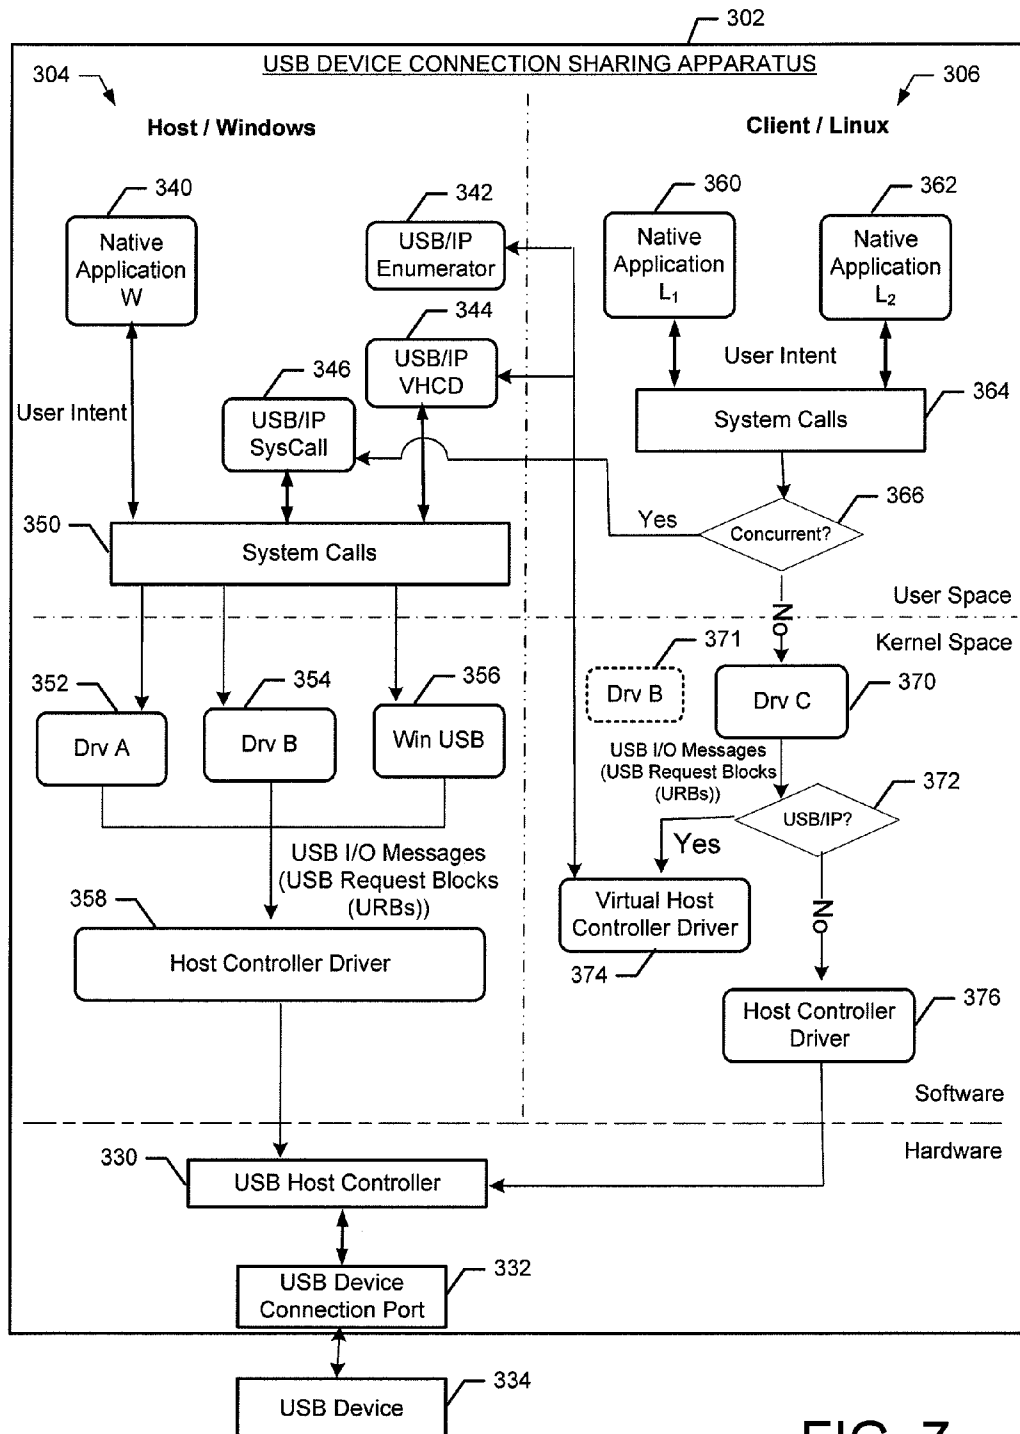 302
USB DEVICE CONNECTION SHARING APPARATUS
304
306
Host / Windows
Client / Linux
340
Native
Application
W
342
USB/IP
Enumerator
360
Native
Application
L1
362
Native
Application
L2
344
USB/IP
VHCD
User Intent
346
USB/IP
SysCall
User Intent
364
System Calls
366
Concurrent?
Yes
350
System Calls
User Space
No
Kernel Space
371
Drv B
370
Drv C
352
Drv A
354
Drv B
356
Win USB
USB I/O Messages
(USB Request Blocks
(URBs))
372
USB/IP?
Yes
No
USB I/O Messages
(USB Request Blocks
(URBs))
358
Host Controller Driver
Virtual Host
Controller Driver
374
376
Host Controller
Driver
Software
Hardware
330
USB Host Controller
332
USB Device
Connection Port
334
USB Device
FIG. 7